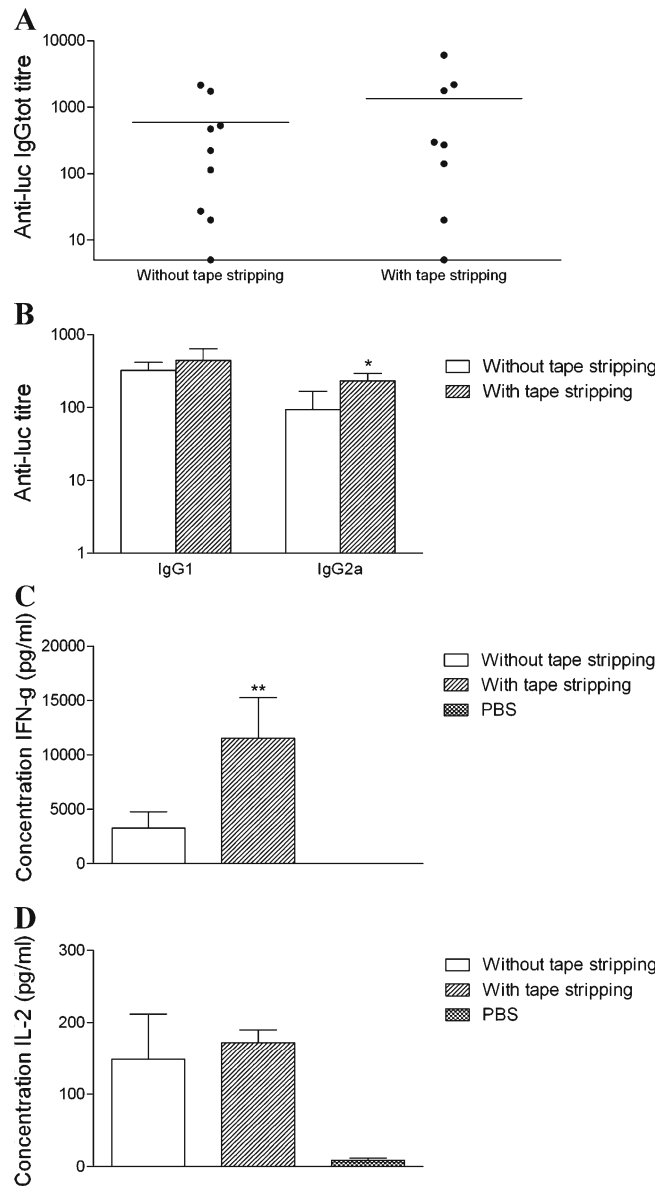 A
Anti-luc IgGtot titre
10000
1000
100
10
Without tape stripping
With tape stripping
B
Anti-luc titre
1000
100
10
1
*
IgG1
IgG2a
Without tape stripping
With tape stripping
C
Concentration IFN-g (pg/ml)
20000
15000
10000
5000
0
**
Without tape stripping
With tape stripping
PBS
D
Concentration IL-2 (pg/ml)
300
200
100
0
Without tape stripping
With tape stripping
PBS